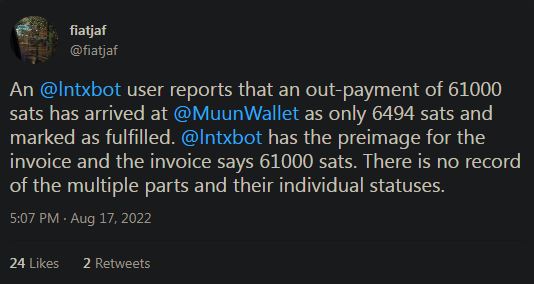 fiatjaf
@fiatjaf
An @lntxbot user reports that an out-payment of 61000
sats has arrived at @MuunWallet as only 6494 sats and
marked as fulfilled. @lntxbot has the preimage for the
invoice and the invoice says 61000 sats. There is no record
of the multiple parts and their individual statuses.
5:07 PM · Aug 17, 2022
24 Likes 2 Retweets